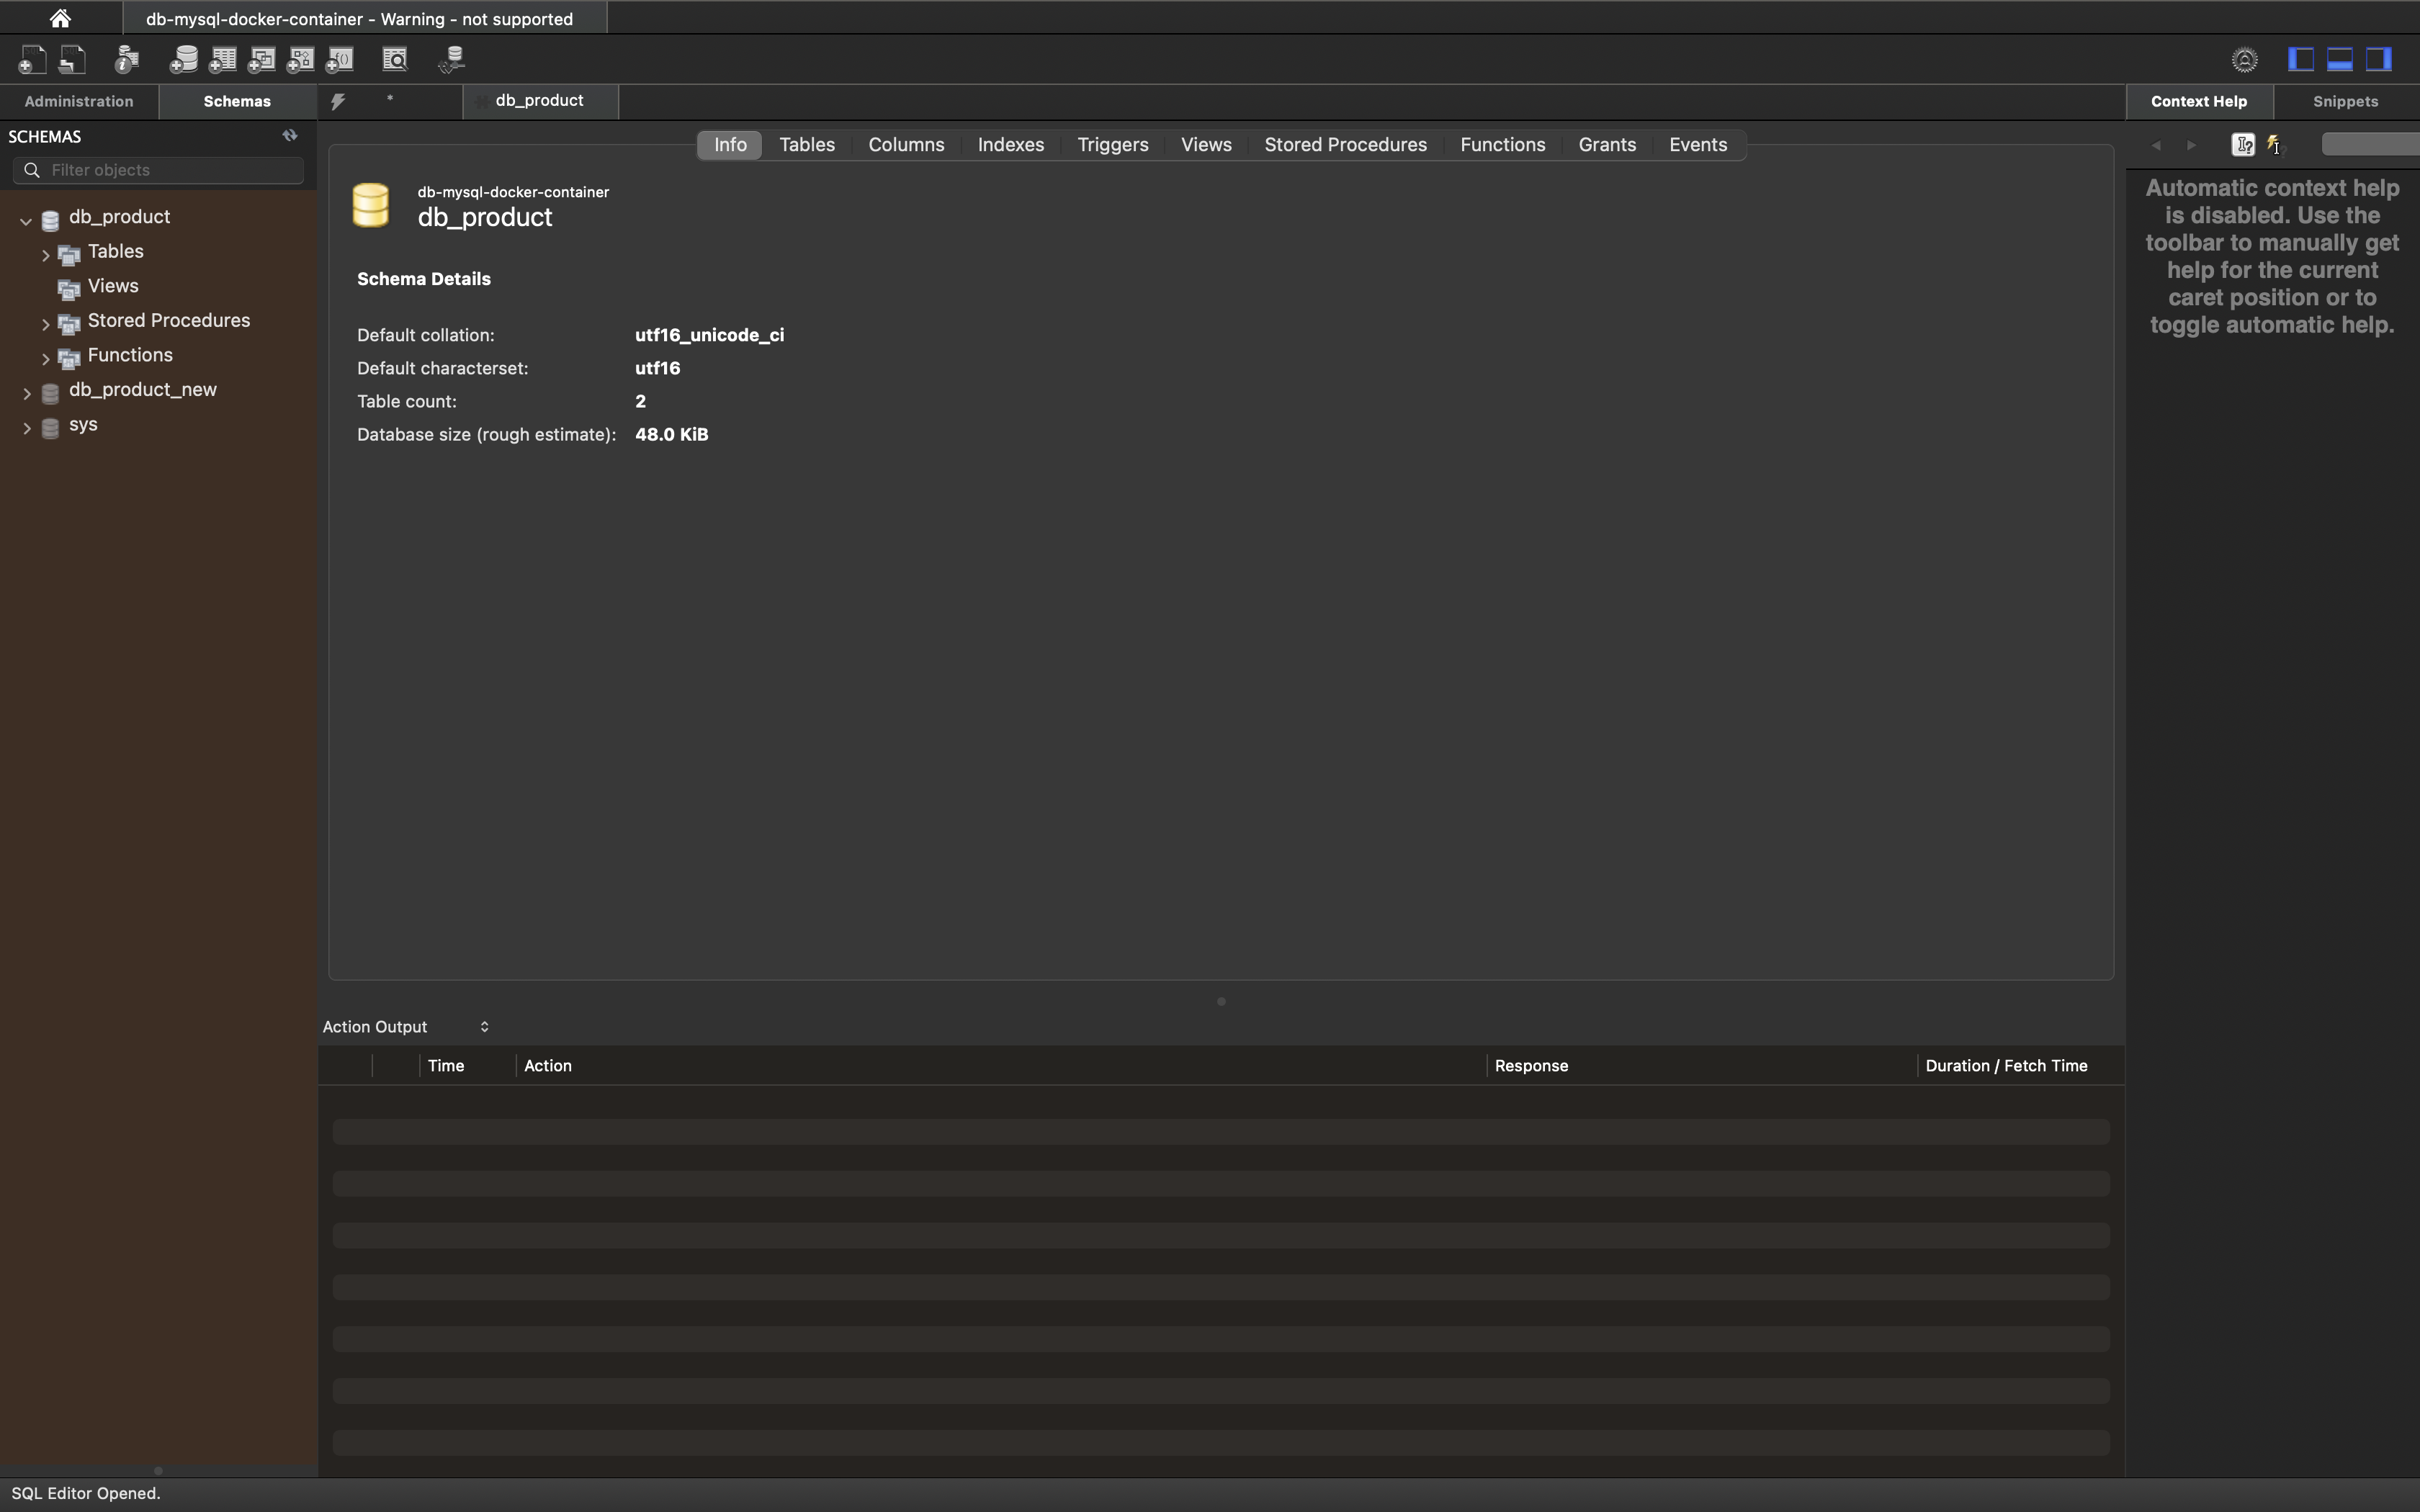 db-mysql-docker-container - Warning - not supported
Administration
Schemas
*
db_product
Context Help
Snippets
SCHEMAS
Filter objects
db_product
Tables
Views
Stored Procedures
Functions
db_product_new
sys
Info
Tables
Columns
Indexes
Triggers
Views
Stored Procedures
Functions
Grants
Events
db-mysql-docker-container
db_product
Schema Details
Default collation: utf16_unicode_ci
Default characterset: utf16
Table count: 2
Database size (rough estimate): 48.0 KiB
Automatic context help
is disabled. Use the
toolbar to manually get
help for the current
caret position or to
toggle automatic help.
Action Output
Time
Action
Response
Duration / Fetch Time
SQL Editor Opened.